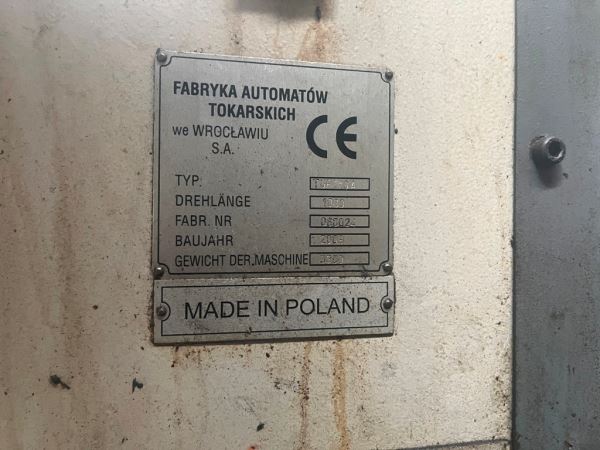 FABRYKA AUTOMATÓW
TOKARSKICH
we WROCŁAWIU
S.A.
CE
TYP.
DREHLÄNGE
FABR. NR
BAUJAHR
GEWICHT DER.MASCHINE
MADE IN POLAND